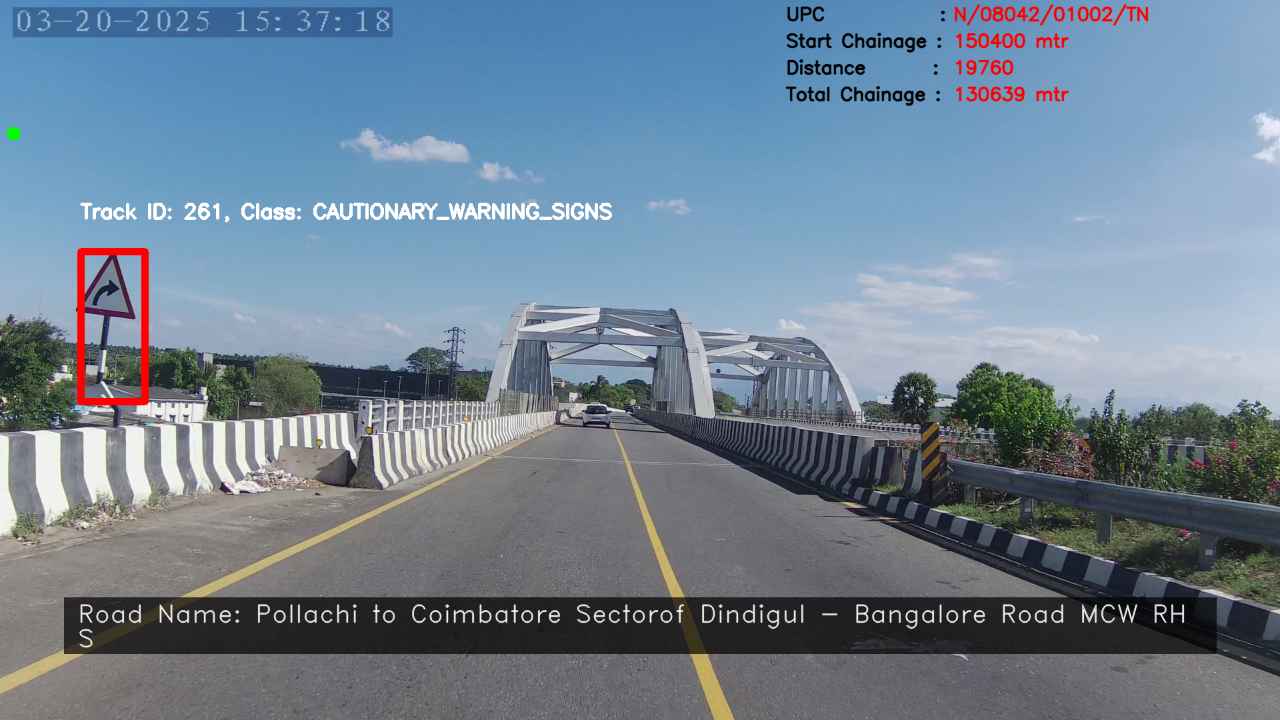 03-20-2025 15:37:18
UPC : N/08042/01002/TN
Start Chainage : 150400 mtr
Distance : 19760
Total Chainage : 130639 mtr
Track ID: 261, Class: CAUTIONARY_WARNING_SIGNS
Road Name: Pollachi to Coimbatore Sectorof Dindigul - Bangalore Road MCW RH
S